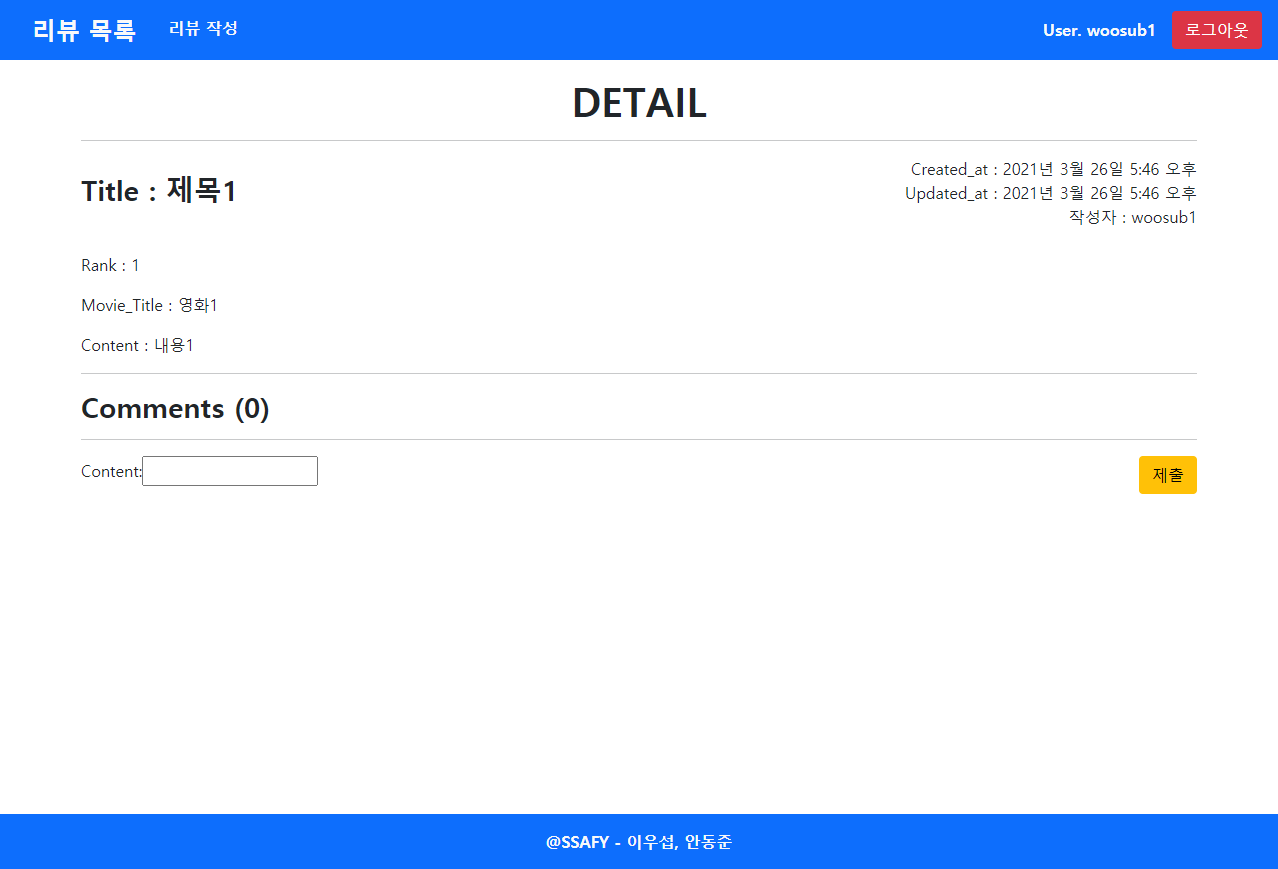 리뷰 목록 리뷰 작성 User. woosub1 로그아웃
DETAIL
Title : 제목1
Created_at : 2021년 3월 26일 5:46 오후
Updated_at : 2021년 3월 26일 5:46 오후
작성자 : woosub1
Rank : 1
Movie_Title : 영화1
Content : 내용1
Comments (0)
Content: 제출
@SSAFY - 이우섭, 안동준